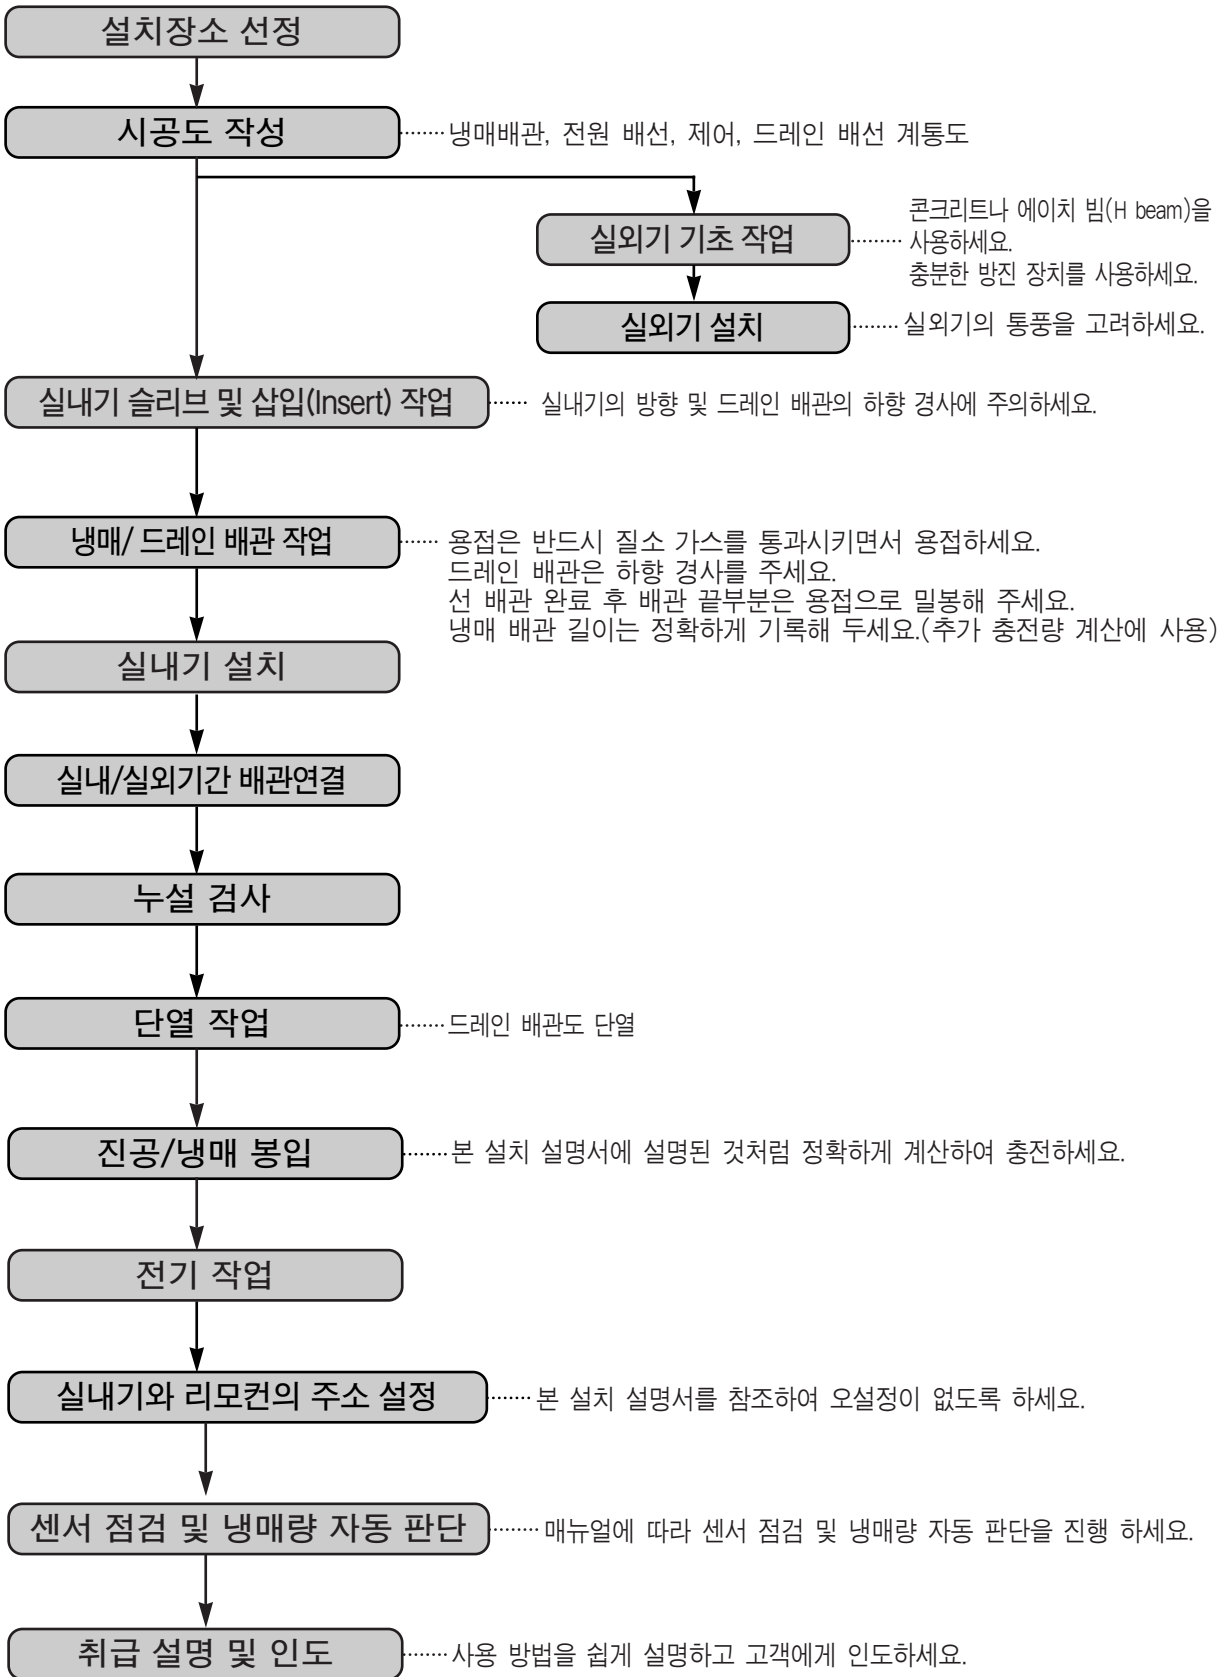 설치장소 선정
시공도 작성
냉매배관, 전원 배선, 제어, 드레인 배선 계통도
실외기 기초 작업
콘크리트나 에이치 빔(H beam)을
사용하세요.
충분한 방진 장치를 사용하세요.
실외기 설치
실외기의 통풍을 고려하세요.
실내기 슬리브 및 삽입(Insert) 작업
실내기의 방향 및 드레인 배관의 하향 경사에 주의하세요.
냉매/ 드레인 배관 작업
용접은 반드시 질소 가스를 통과시키면서 용접하세요.
드레인 배관은 하향 경사를 주세요.
선 배관 완료 후 배관 끝부분은 용접으로 밀봉해 주세요.
냉매 배관 길이는 정확하게 기록해 두세요.(추가 충전량 계산에 사용)
실내기 설치
실내/실외기간 배관연결
누설 검사
단열 작업
드레인 배관도 단열
진공/냉매 봉입
본 설치 설명서에 설명된 것처럼 정확하게 계산하여 충전하세요.
전기 작업
실내기와 리모컨의 주소 설정
본 설치 설명서를 참조하여 오설정이 없도록 하세요.
센서 점검 및 냉매량 자동 판단
매뉴얼에 따라 센서 점검 및 냉매량 자동 판단을 진행 하세요.
취급 설명 및 인도
사용 방법을 쉽게 설명하고 고객에게 인도하세요.